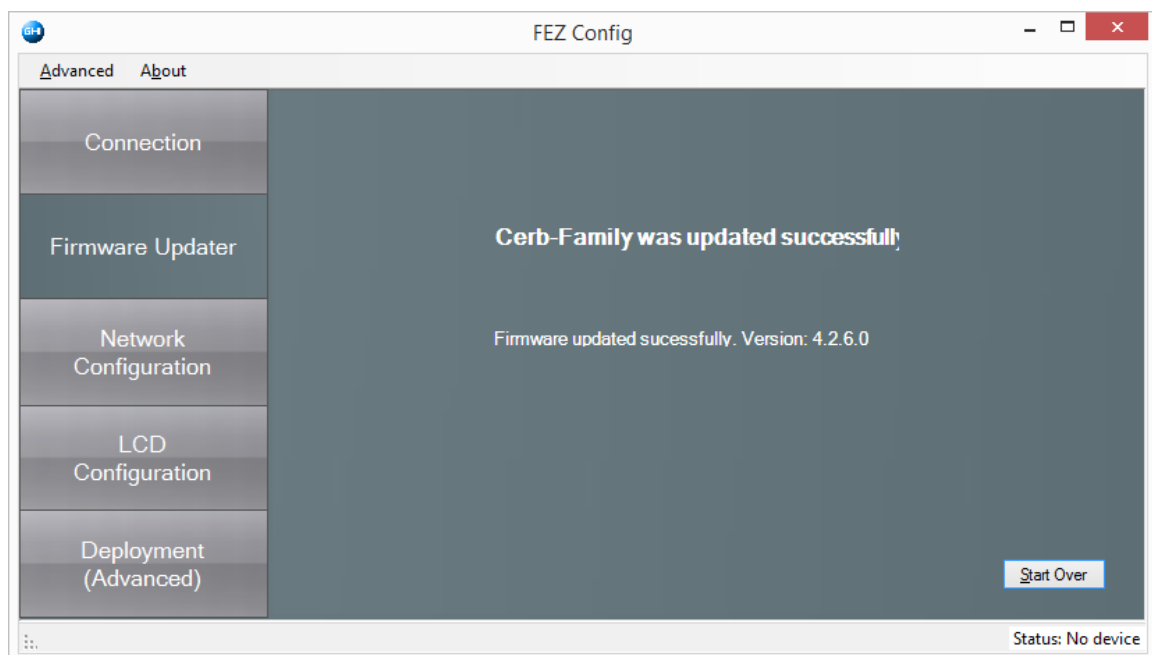 GHI
FEZ Config
Advanced About
Connection
Firmware Updater
Network
Configuration
LCD
Configuration
Deployment
(Advanced)
Cerb-Family was updated successfully
Firmware updated sucessfully. Version: 4.2.6.0
Start Over
Status: No device